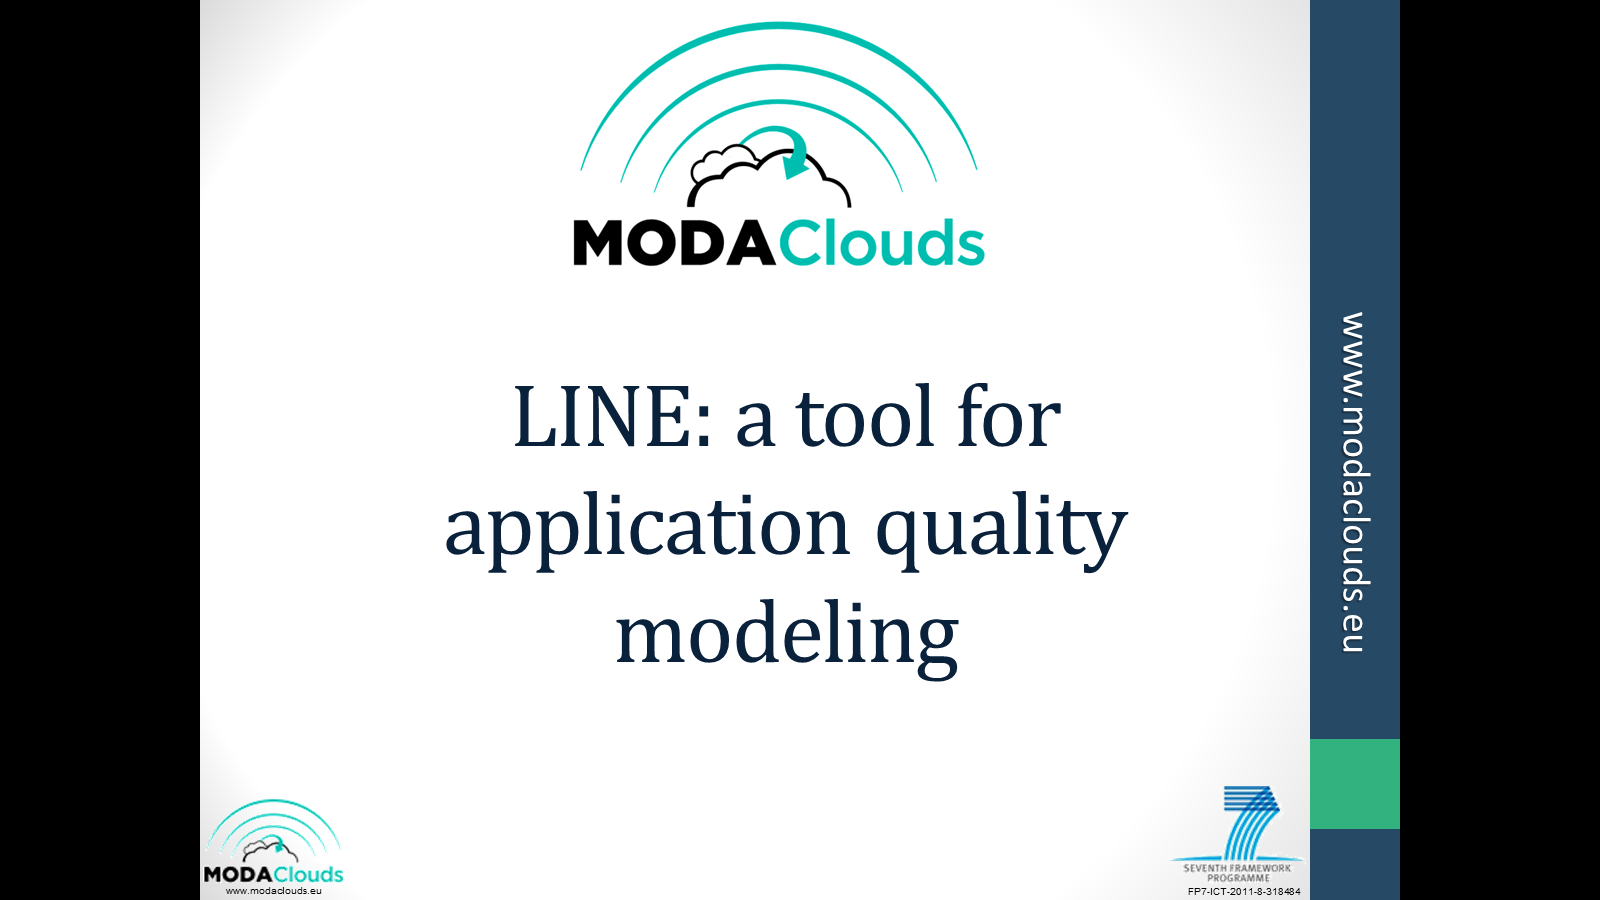 MODAClouds
LINE: a tool for
application quality
modeling
www.modaclouds.eu
MODAClouds
www.modaclouds.eu
SEVENTH FRAMEWORK
PROGRAMME
FP7-ICT-2011-8-318484